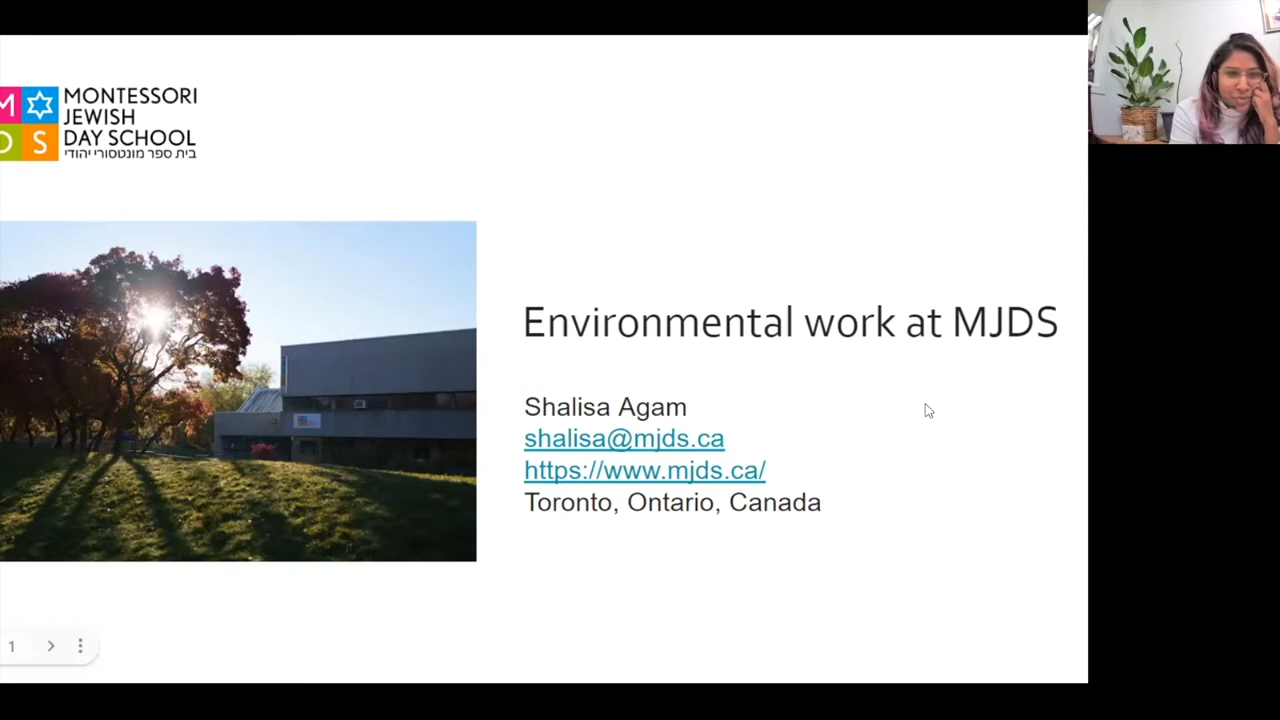 MONTESSORI
JEWISH
DAY SCHOOL
בית ספר מונטסורי יהודי
M
D S
Environmental work at MJDS
Shalisa Agam
shalisa@mjds.ca
https://www.mjds.ca/
Toronto, Ontario, Canada
1